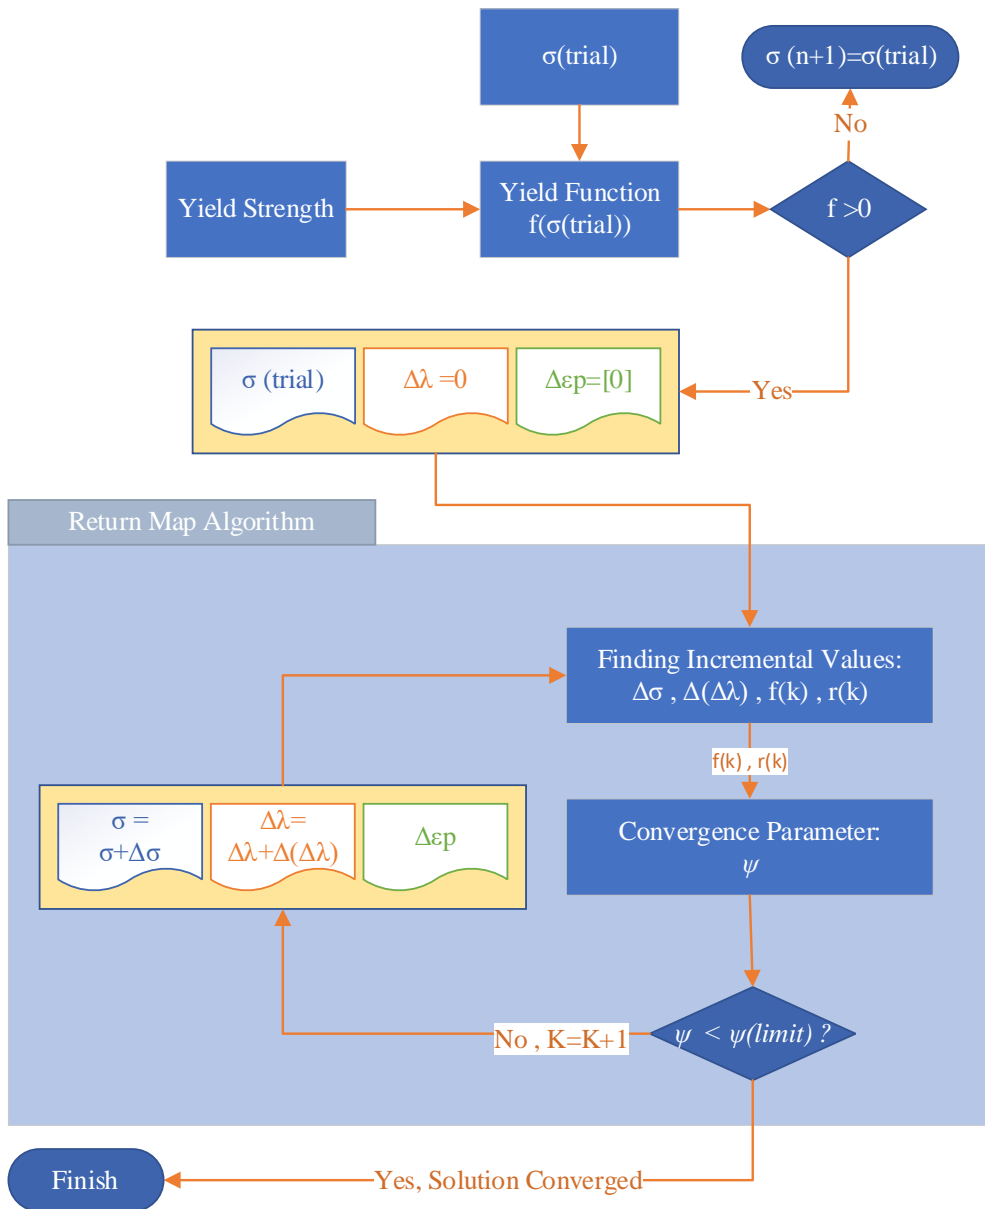 σ(trial)
σ (n+1)=σ(trial)
No
Yield Strength
Yield Function
f(σ(trial))
f >0
Yes
σ (trial)
Δλ =0
Δεp=[0]
Return Map Algorithm
Finding Incremental Values:
Δσ , Δ(Δλ) , f(k) , r(k)
f(k) , r(k)
σ =
σ+Δσ
Δλ=
Δλ+Δ(Δλ)
Δεp
Convergence Parameter:
ψ
ψ < ψ(limit) ?
No , K=K+1
Yes, Solution Converged
Finish